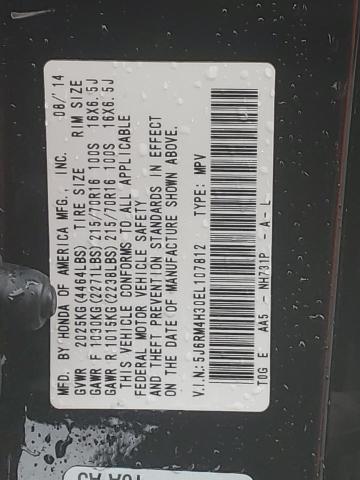 MFD. BY HONDA OF AMERICA MFG., INC. 08/'14
GVWR 2025KG(4464LBS) TIRE SIZE RIM SIZE
GAWR F 1030KG(2271LBS) 215/70R16 100S 16X6.5J
GAWR R 1015KG(2238LBS) 215/70R16 100S 16X6.5J
THIS VEHICLE CONFORMS TO ALL APPLICABLE
FEDERAL MOTOR VEHICLE SAFETY
AND THEFT PREVENTION STANDARDS IN EFFECT
ON THE DATE OF MANUFACTURE SHOWN ABOVE.
V.I.N.: 5J6RM4H30EL107812 TYPE: MPV
T0G E AA5 - NH731P - A - L